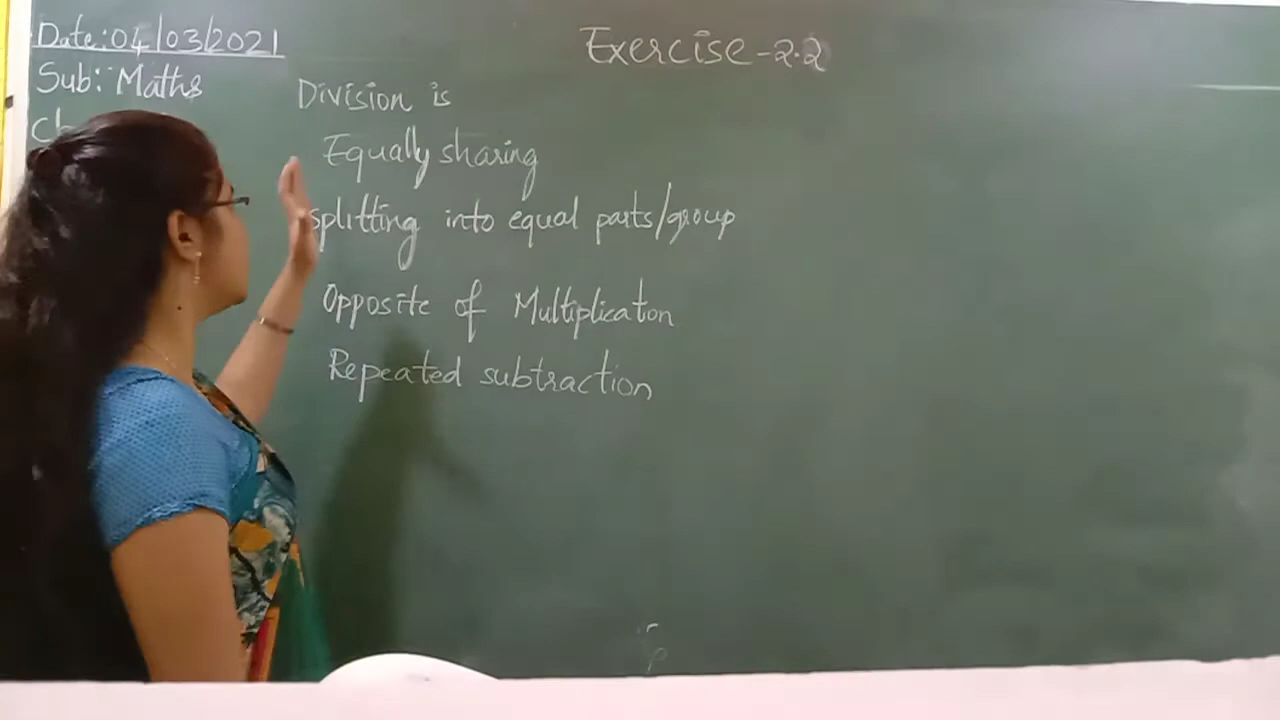 Date: 04/03/2021
Exercise-2.2
Sub: Maths
Division is
Equally sharing
splitting into equal parts/group
Opposite of Multiplication
Repeated subtraction